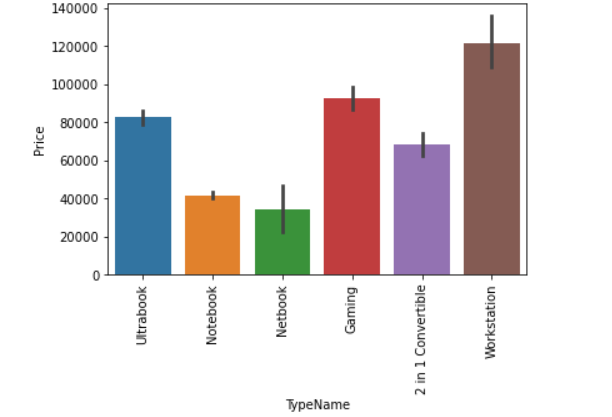 140000
120000
100000
80000
60000
40000
20000
0
Price
Ultrabook
Notebook
Netbook
Gaming
2 in 1 Convertible
Workstation
TypeName